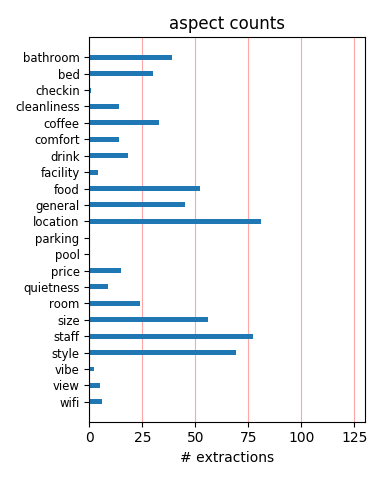 aspect counts
bathroom
bed
checkin
cleanliness
coffee
comfort
drink
facility
food
general
location
parking
pool
price
quietness
room
size
staff
style
vibe
view
wifi
0 25 50 75 100 125
# extractions